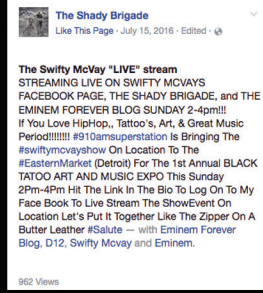 The Shady Brigade
Like This Page · July 15, 2016 · Edited ·
The Swifty McVay "LIVE" stream
STREAMING LIVE ON SWIFTY MCVAYS
FACEBOOK PAGE, THE SHADY BRIGADE, and THE
EMINEM FOREVER BLOG SUNDAY 2-4pm!!!
If You Love HipHop,, Tattoo's, Art, & Great Music
Period!!!!!!!! #910amsuperstation Is Bringing The
#swiftymcvayshow On Location To The
#EasternMarket (Detroit) For The 1st Annual BLACK
TATOO ART AND MUSIC EXPO This Sunday
2Pm-4Pm Hit The Link In The Bio To Log On To My
Face Book To Live Stream The ShowEvent On
Location Let's Put It Together Like The Zipper On A
Butter Leather #Salute — with Eminem Forever
Blog, D12, Swifty Mcvay and Eminem.
962 Views